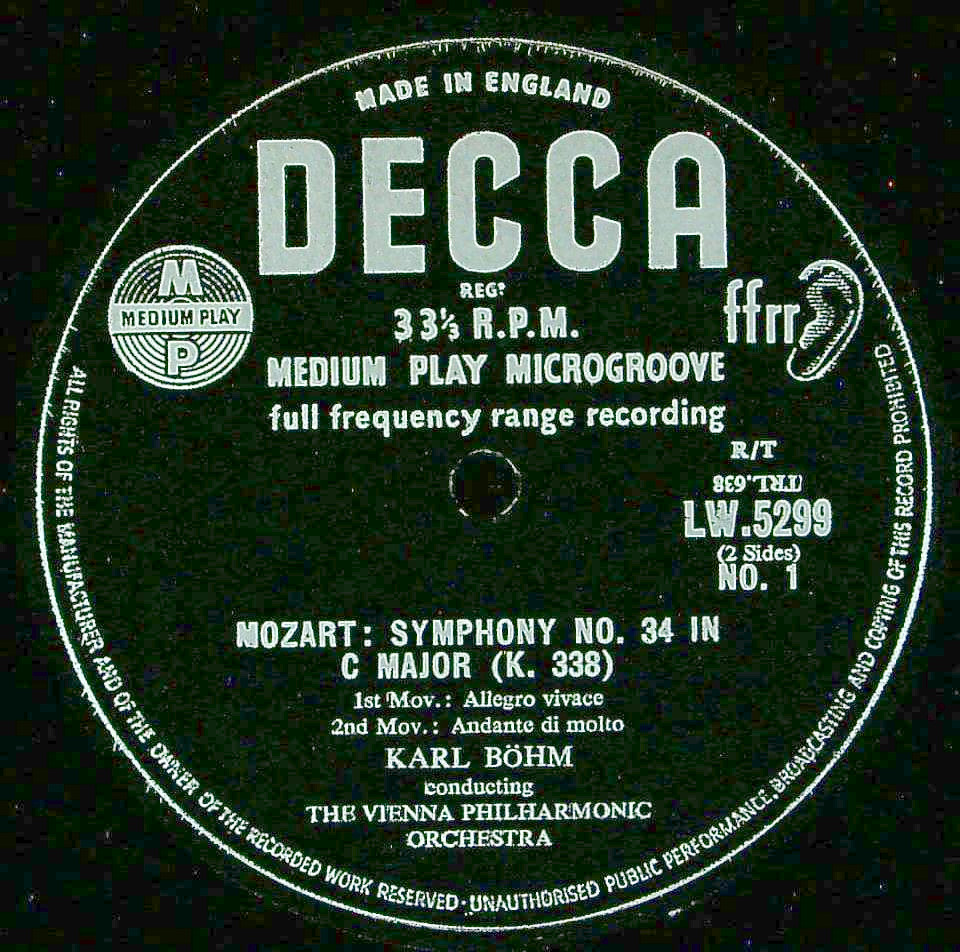 MADE IN ENGLAND
DECCA
REGD
33⅓ R.P.M.
MEDIUM PLAY MICROGROOVE
full frequency range recording
M
MEDIUM PLAY
P
ffrr
R/T
TRL.638
LW.5299
(2 Sides)
NO. 1
MOZART: SYMPHONY NO. 34 IN
C MAJOR (K. 338)
1st Mov.: Allegro vivace
2nd Mov.: Andante di molto
KARL BÖHM
conducting
THE VIENNA PHILHARMONIC
ORCHESTRA
ALL RIGHTS OF THE MANUFACTURER AND OF THE OWNER OF THE RECORDED WORK RESERVED · UNAUTHORISED PUBLIC PERFORMANCE, BROADCASTING AND COPYING OF THIS RECORD PROHIBITED